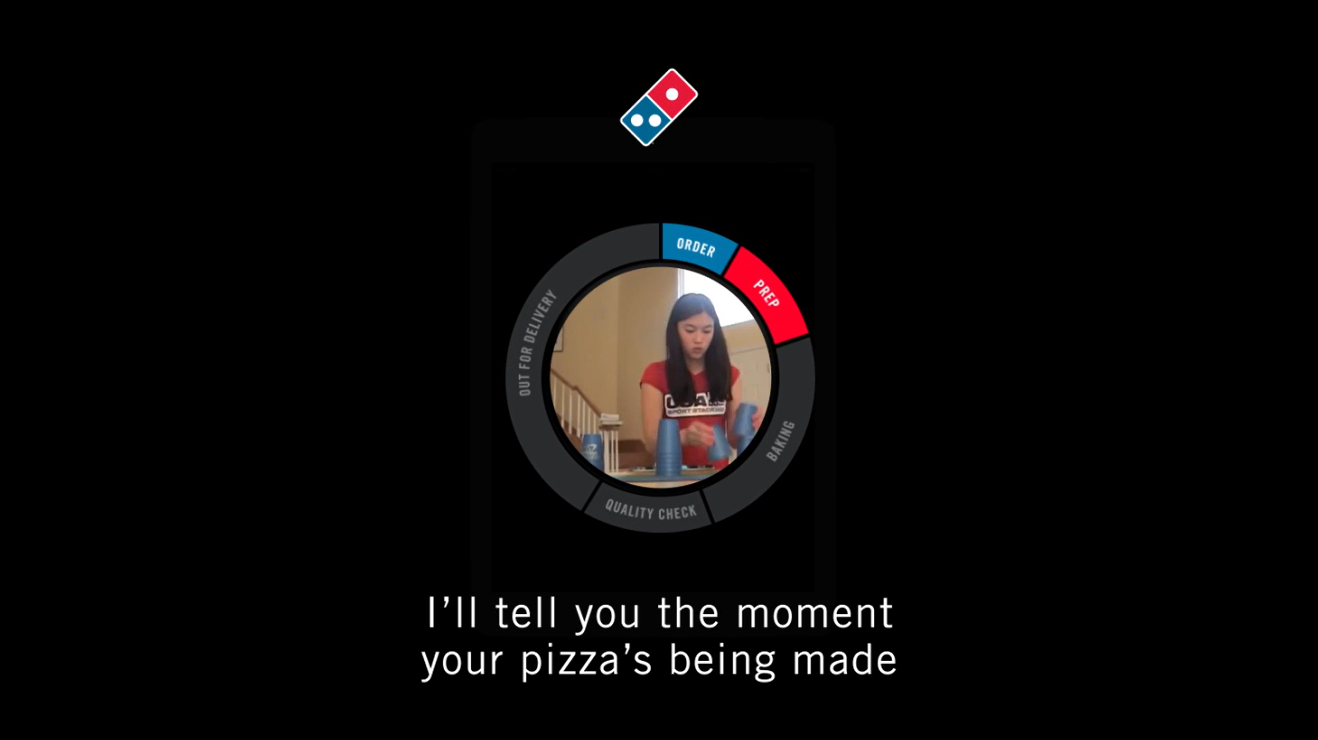 ORDER
PREP
BAKING
QUALITY CHECK
OUT FOR DELIVERY
I'll tell you the moment
your pizza's being made